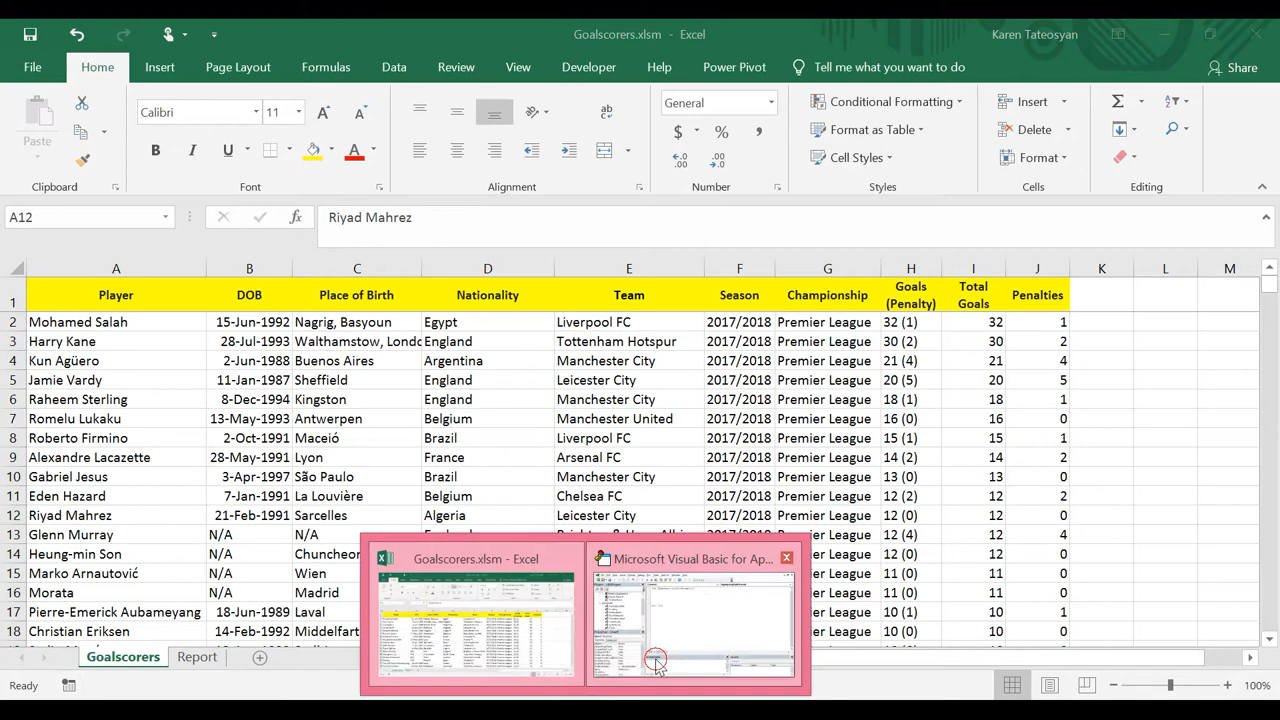 Goalscorers.xlsm - Excel
Karen Tateosyan
File Home Insert Page Layout Formulas Data Review View Developer Help Power Pivot Tell me what you want to do Share
Paste
Calibri 11
B I U A
General
$ % ,
Conditional Formatting
Format as Table
Cell Styles
Insert
Delete
Format
Clipboard Font Alignment Number Styles Cells Editing
A12 fx Riyad Mahrez
A B C D E F G H I J K L M
1 Player DOB Place of Birth Nationality Team Season Championship Goals (Penalty) Total Goals Penalties
2 Mohamed Salah 15-Jun-1992 Nagrig, Basyoun Egypt Liverpool FC 2017/2018 Premier League 32 (1) 32 1
3 Harry Kane 28-Jul-1993 Walthamstow, Lond England Tottenham Hotspur 2017/2018 Premier League 30 (2) 30 2
4 Kun Agüero 2-Jun-1988 Buenos Aires Argentina Manchester City 2017/2018 Premier League 21 (4) 21 4
5 Jamie Vardy 11-Jan-1987 Sheffield England Leicester City 2017/2018 Premier League 20 (5) 20 5
6 Raheem Sterling 8-Dec-1994 Kingston England Manchester City 2017/2018 Premier League 18 (1) 18 1
7 Romelu Lukaku 13-May-1993 Antwerpen Belgium Manchester United 2017/2018 Premier League 16 (0) 16 0
8 Roberto Firmino 2-Oct-1991 Maceió Brazil Liverpool FC 2017/2018 Premier League 15 (1) 15 1
9 Alexandre Lacazette 28-May-1991 Lyon France Arsenal FC 2017/2018 Premier League 14 (2) 14 2
10 Gabriel Jesus 3-Apr-1997 São Paulo Brazil Manchester City 2017/2018 Premier League 13 (0) 13 0
11 Eden Hazard 7-Jan-1991 La Louvière Belgium Chelsea FC 2017/2018 Premier League 12 (2) 12 2
12 Riyad Mahrez 21-Feb-1991 Sarcelles Algeria Leicester City 2017/2018 Premier League 12 (0) 12 0
13 Glenn Murray N/A N/A 2017/2018 Premier League 12 (4) 12 4
14 Heung-min Son N/A Chuncheo 12 (0) 12 0
15 Marko Arnautović N/A Wien 11 (0) 11 0
16 Morata N/A Madrid 11 (0) 11 0
17 Pierre-Emerick Aubameyang 18-Jun-1989 Laval 10 (1) 10 1
18 Christian Eriksen 14-Feb-1992 Middelfart 10 (0) 10 0
Goalscorers.xlsm - Excel
Microsoft Visual Basic for Ap...
Goalscorers Report
Ready
100%